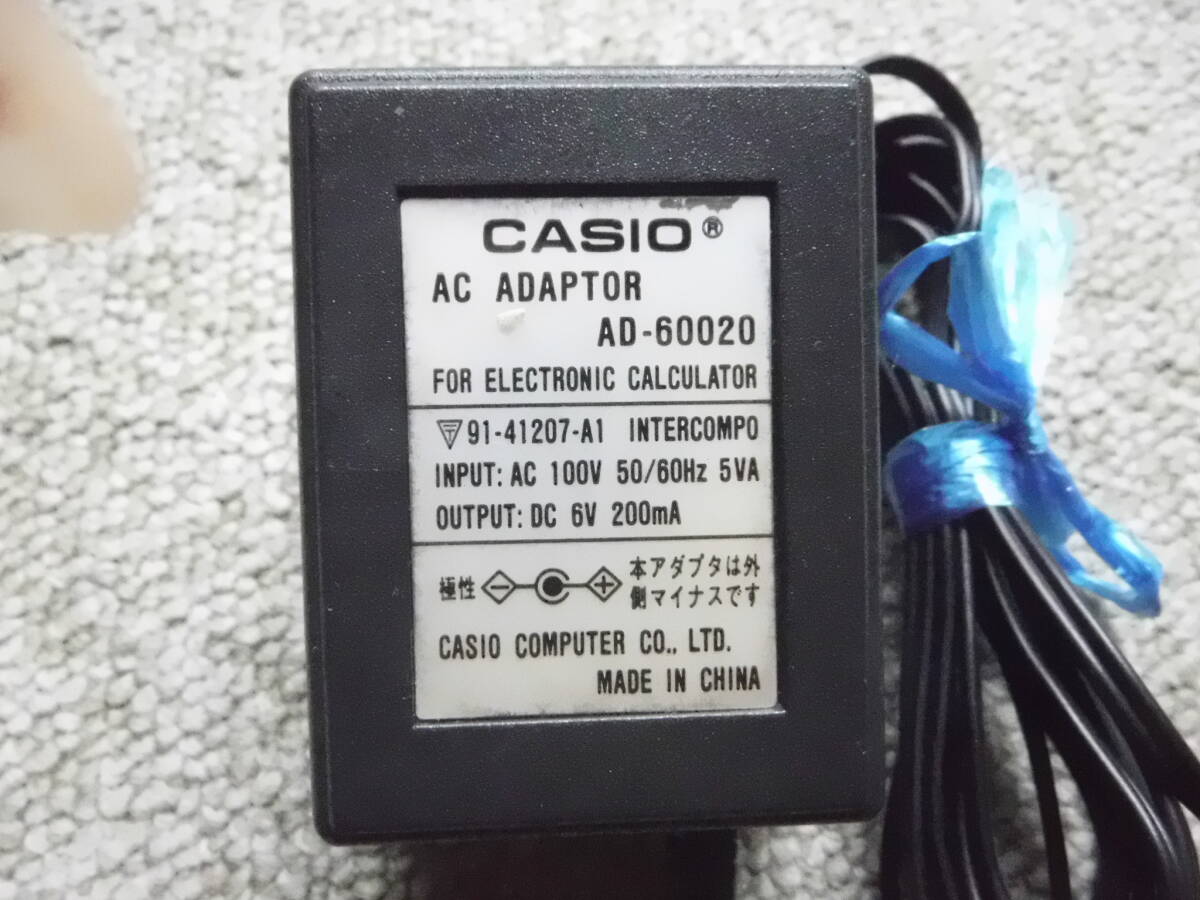 CASIO®
AC ADAPTOR
AD-60020
FOR ELECTRONIC CALCULATOR
〒91-41207-A1 INTERCOMPO
INPUT: AC 100V 50/60Hz 5VA
OUTPUT: DC 6V 200mA
極性 - + 本アダプタは外
側マイナスです
CASIO COMPUTER CO., LTD.
MADE IN CHINA